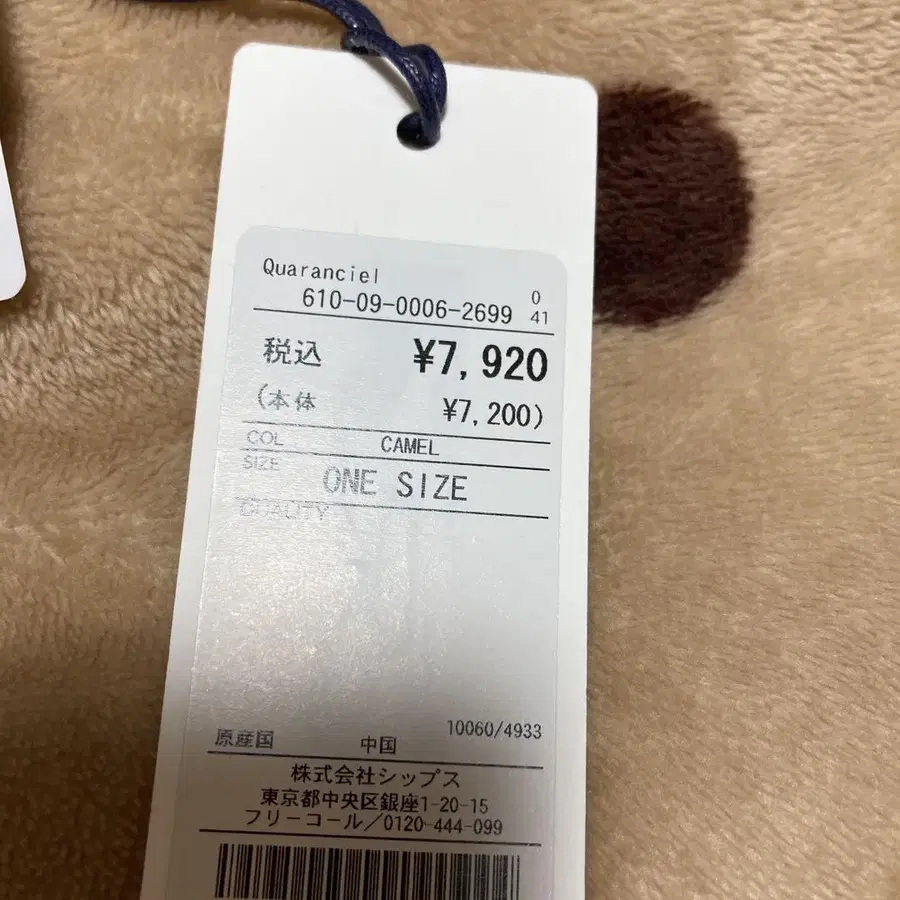 Quaranciel
610-09-0006-2699
0
41
税込 ¥7,920
(本体 ¥7,200)
COL CAMEL
SIZE ONE SIZE
QUALITY
10060/4933
原産国 中国
株式会社シップス
東京都中央区銀座1-20-15
フリーコール/0120-444-099